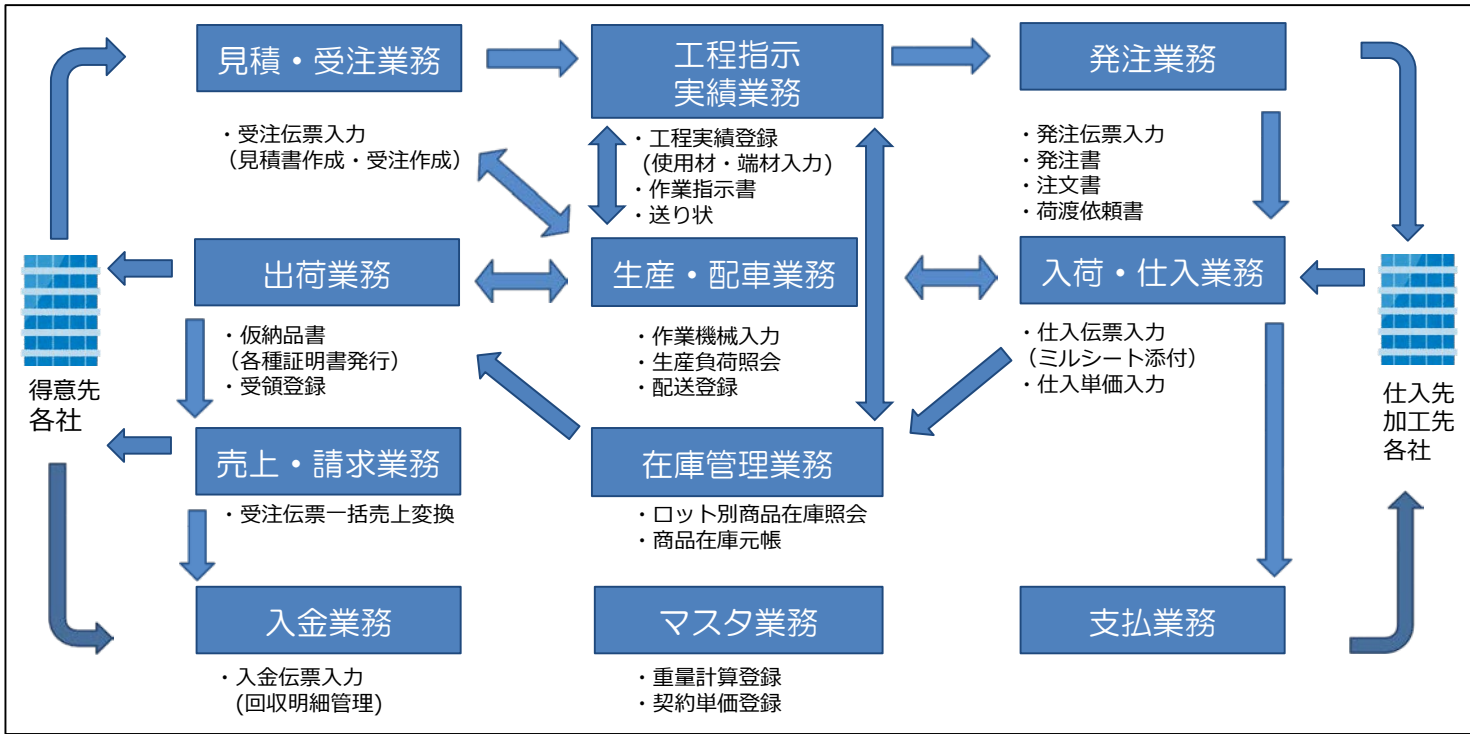 見積・受注業務
工程指示
実績業務
発注業務
・受注伝票入力
（見積書作成・受注作成）
・工程実績登録
(使用材・端材入力)
・作業指示書
・送り状
・発注伝票入力
・発注書
・注文書
・荷渡依頼書
出荷業務
生産・配車業務
入荷・仕入業務
・仮納品書
（各種証明書発行）
・受領登録
・作業機械入力
・生産負荷照会
・配送登録
・仕入伝票入力
（ミルシート添付）
・仕入単価入力
得意先
各社
仕入先
加工先
各社
売上・請求業務
在庫管理業務
・受注伝票一括売上変換
・ロット別商品在庫照会
・商品在庫元帳
入金業務
マスタ業務
支払業務
・入金伝票入力
(回収明細管理)
・重量計算登録
・契約単価登録